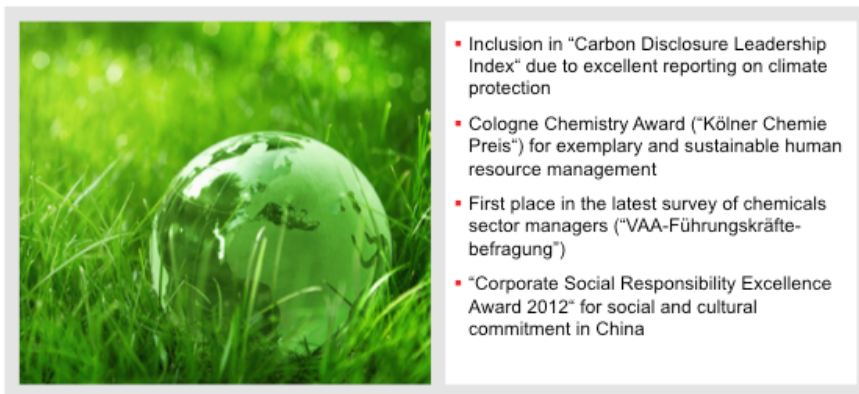 ▪ Inclusion in “Carbon Disclosure Leadership
Index“ due to excellent reporting on climate
protection
▪ Cologne Chemistry Award (“Kölner Chemie
Preis“) for exemplary and sustainable human
resource management
▪ First place in the latest survey of chemicals
sector managers (“VAA-Führungskräfte-
befragung”)
▪ “Corporate Social Responsibility Excellence
Award 2012“ for social and cultural
commitment in China